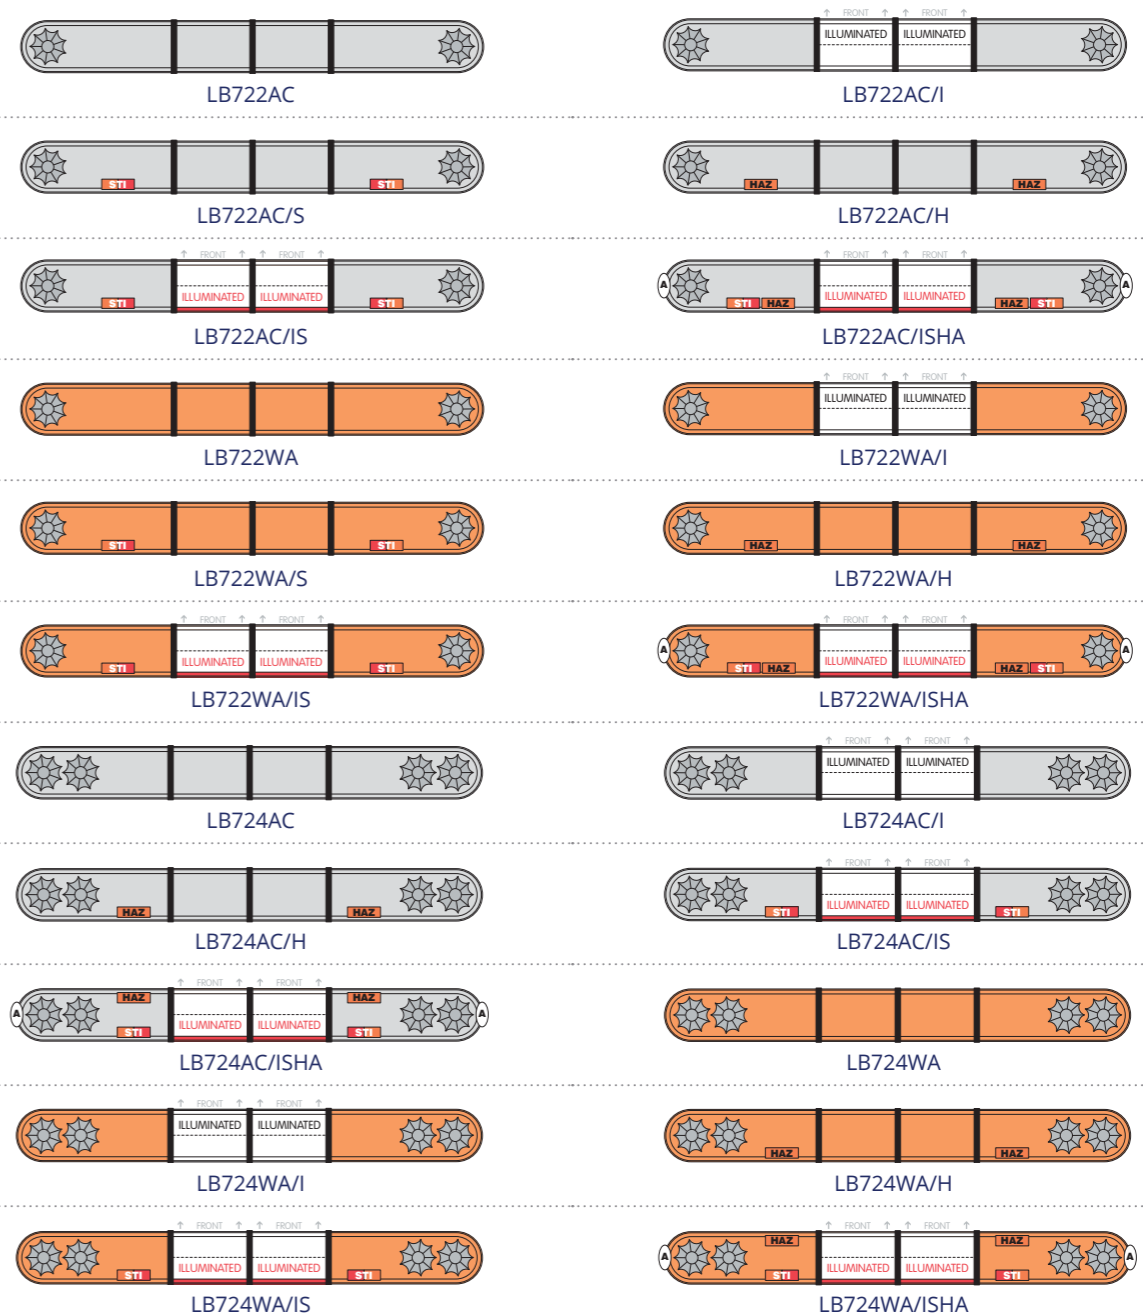 ↑ FRONT ↑ ↑ FRONT ↑
ILLUMINATED ILLUMINATED
LB722AC
LB722AC/I
STI STI
LB722AC/S
HAZ HAZ
LB722AC/H
↑ FRONT ↑ ↑ FRONT ↑
ILLUMINATED ILLUMINATED
STI STI
LB722AC/IS
↑ FRONT ↑ ↑ FRONT ↑
A A
ILLUMINATED ILLUMINATED
STI HAZ HAZ STI
LB722AC/ISHA
LB722WA
↑ FRONT ↑ ↑ FRONT ↑
ILLUMINATED ILLUMINATED
LB722WA/I
STI STI
LB722WA/S
HAZ HAZ
LB722WA/H
↑ FRONT ↑ ↑ FRONT ↑
ILLUMINATED ILLUMINATED
STI STI
LB722WA/IS
↑ FRONT ↑ ↑ FRONT ↑
A A
ILLUMINATED ILLUMINATED
STI HAZ HAZ STI
LB722WA/ISHA
LB724AC
↑ FRONT ↑ ↑ FRONT ↑
ILLUMINATED ILLUMINATED
LB724AC/I
HAZ HAZ
LB724AC/H
↑ FRONT ↑ ↑ FRONT ↑
ILLUMINATED ILLUMINATED
STI STI
LB724AC/IS
↑ FRONT ↑ ↑ FRONT ↑
HAZ HAZ
A A
ILLUMINATED ILLUMINATED
STI STI
LB724AC/ISHA
LB724WA
↑ FRONT ↑ ↑ FRONT ↑
ILLUMINATED ILLUMINATED
LB724WA/I
HAZ HAZ
LB724WA/H
↑ FRONT ↑ ↑ FRONT ↑
ILLUMINATED ILLUMINATED
STI STI
LB724WA/IS
↑ FRONT ↑ ↑ FRONT ↑
HAZ HAZ
A A
ILLUMINATED ILLUMINATED
STI STI
LB724WA/ISHA